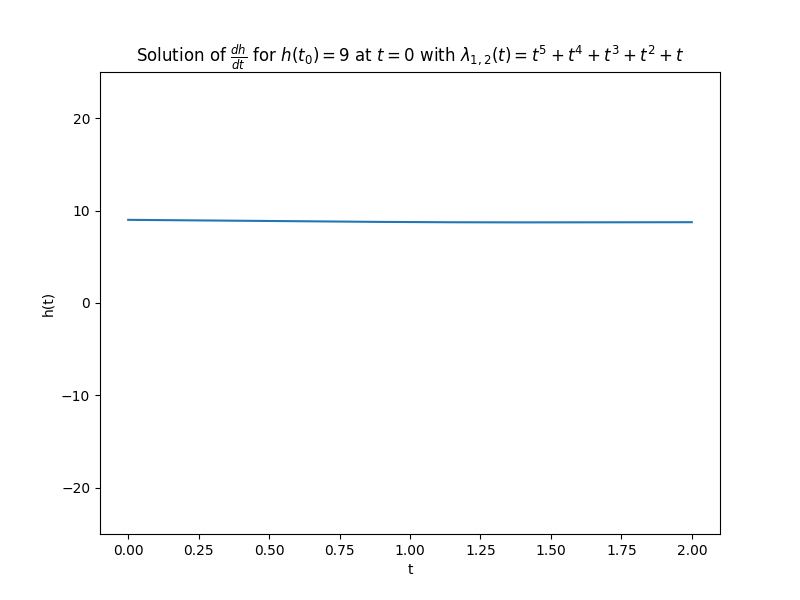 Solution of $\frac{dh}{dt}$ for $h(t_0) = 9$ at $t = 0$ with $\lambda_{1,2}(t) = t^5 + t^4 + t^3 + t^2 + t$
20
10
0
−10
−20
h(t)
0.00 0.25 0.50 0.75 1.00 1.25 1.50 1.75 2.00
t